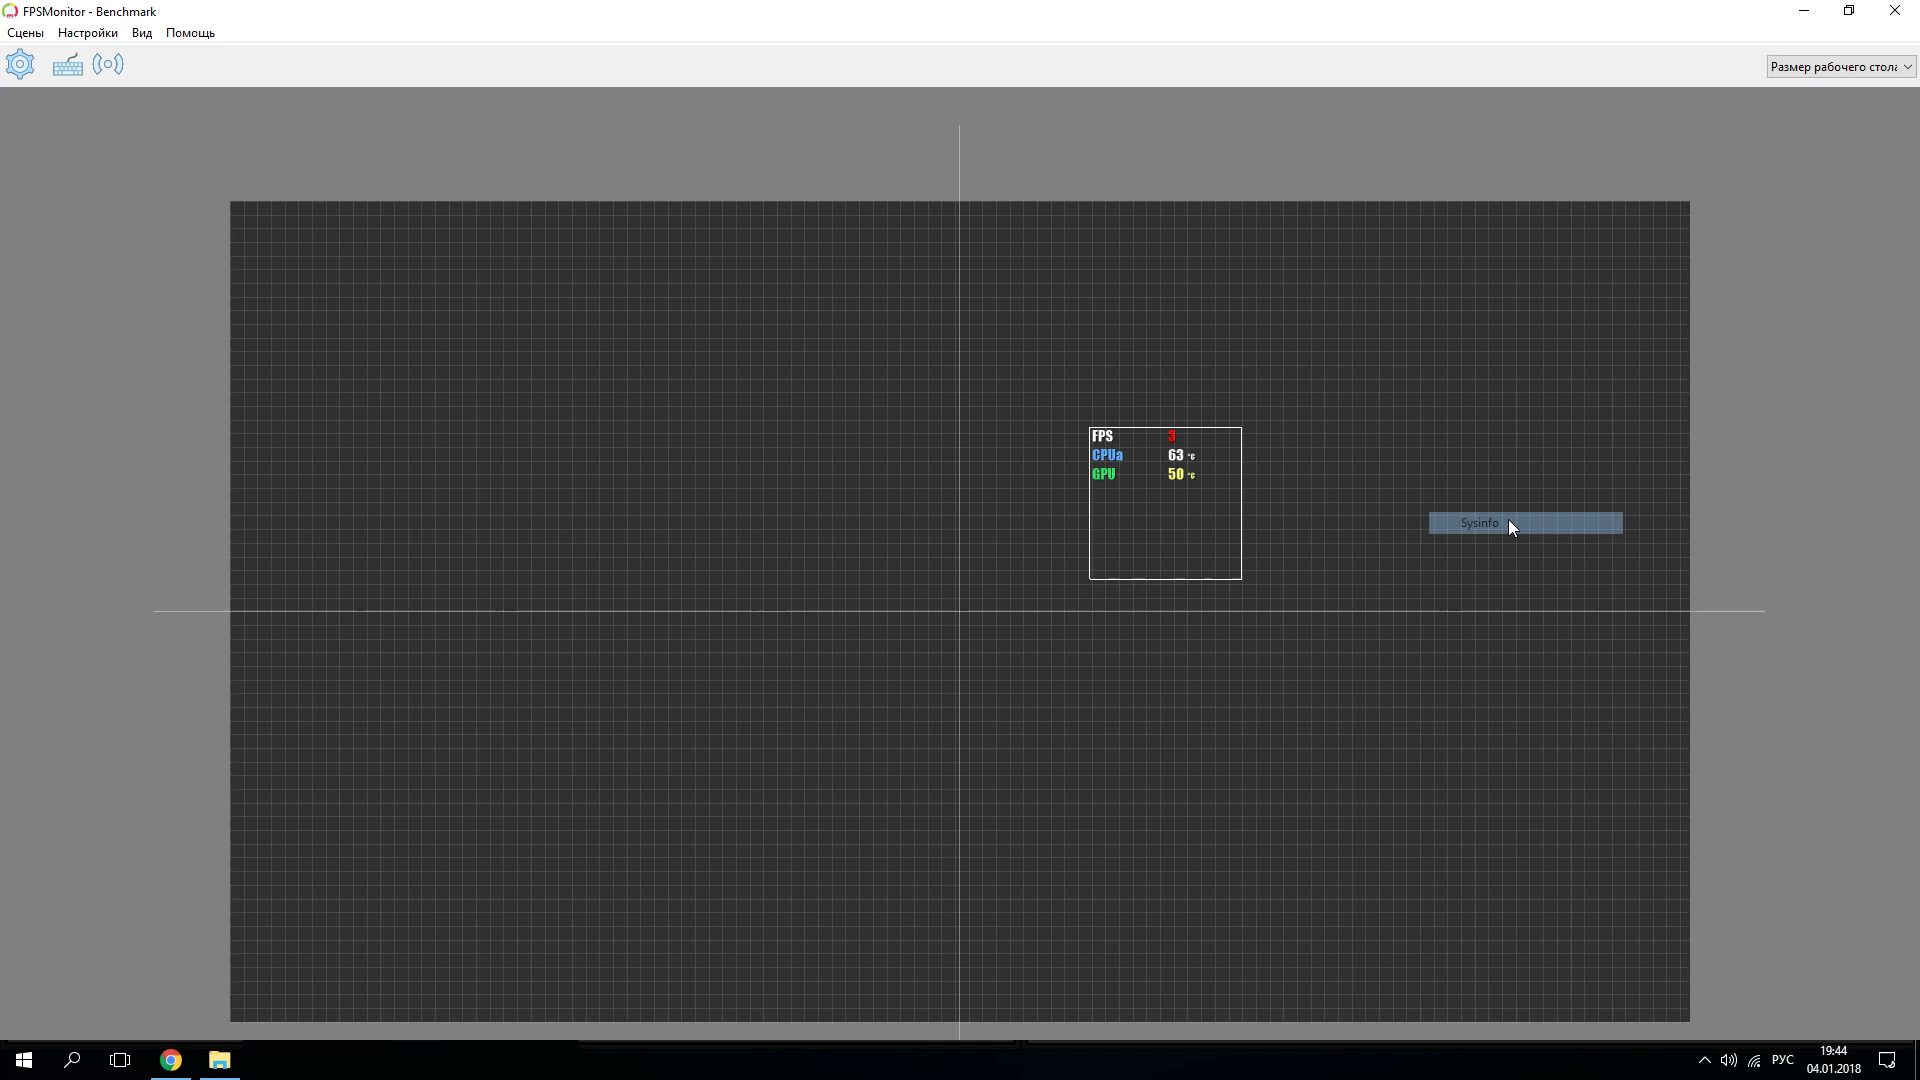 FPSMonitor - Benchmark
Сцены Настройки Вид Помощь
Размер рабочего стола
FPS 3
CPUa 63 °C
GPU 50 °C
Sysinfo
РУС
19:44
04.01.2018